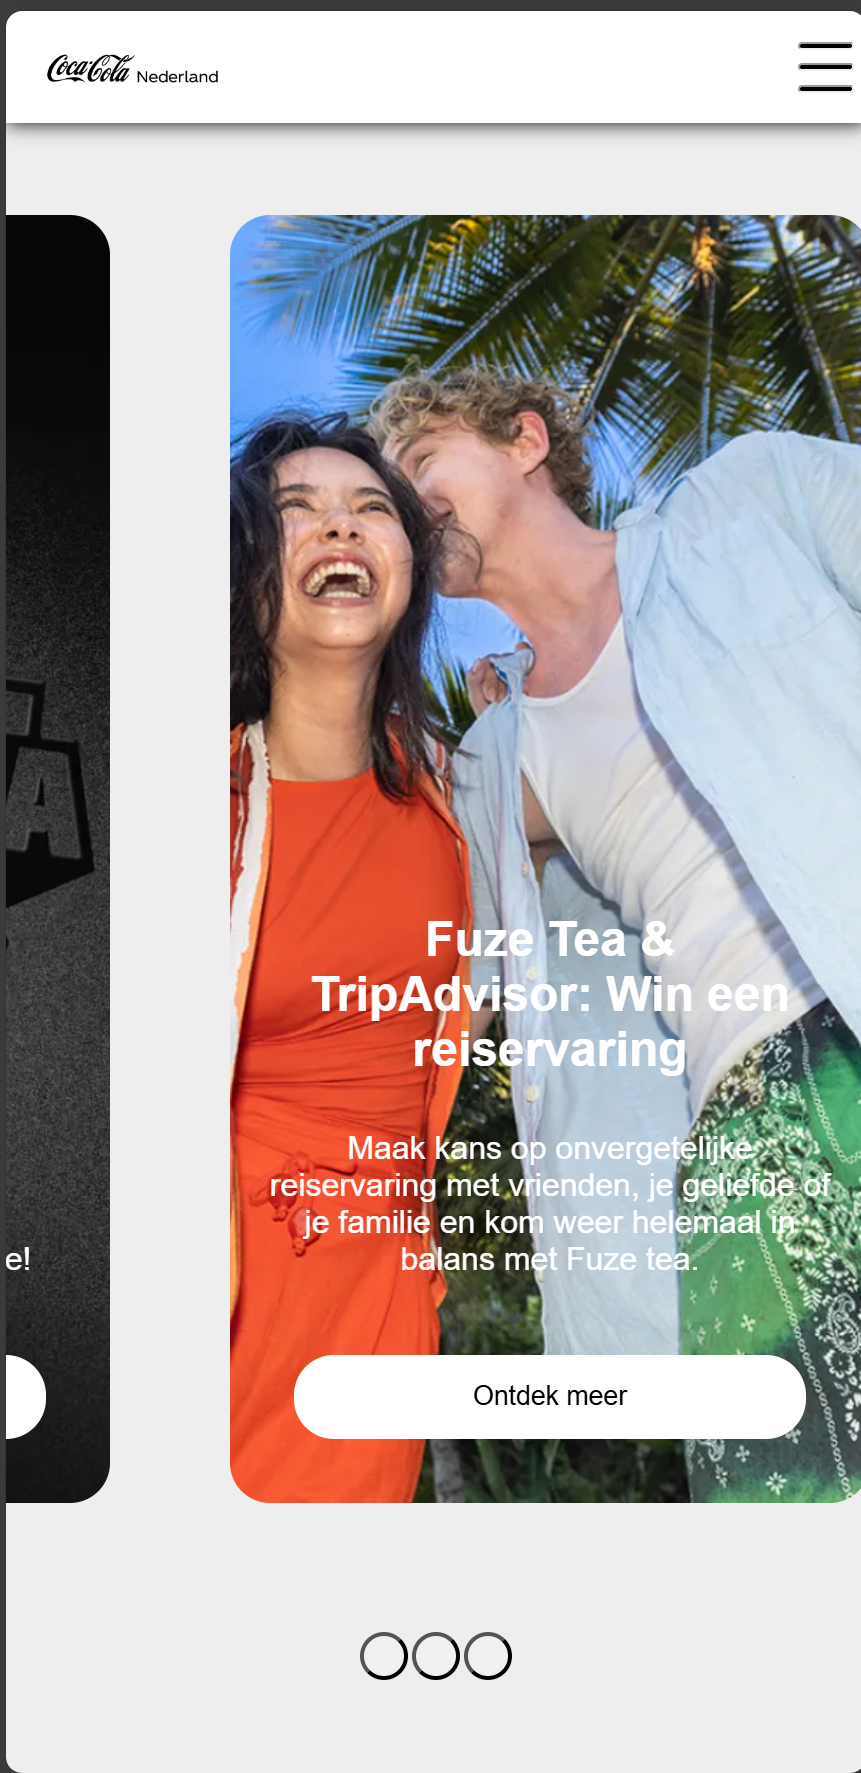 Coca-Cola Nederland
A
e!
Fuze Tea &
TripAdvisor: Win een
reiservaring
Maak kans op onvergetelijke
reiservaring met vrienden, je geliefde of
je familie en kom weer helemaal in
balans met Fuze tea.
Ontdek meer